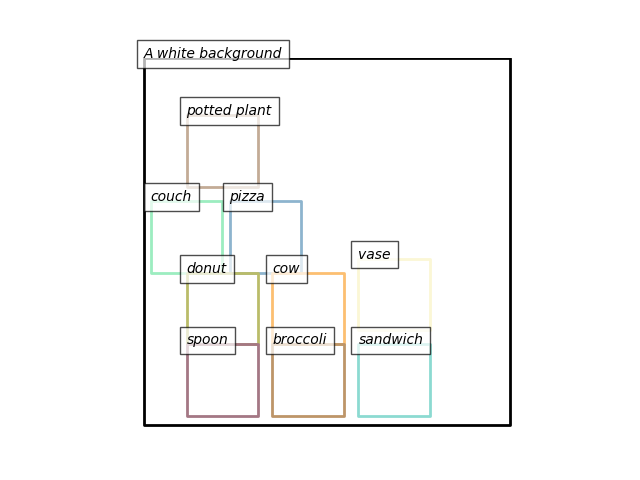 A white background
potted plant
couch
pizza
vase
donut
cow
spoon
broccoli
sandwich